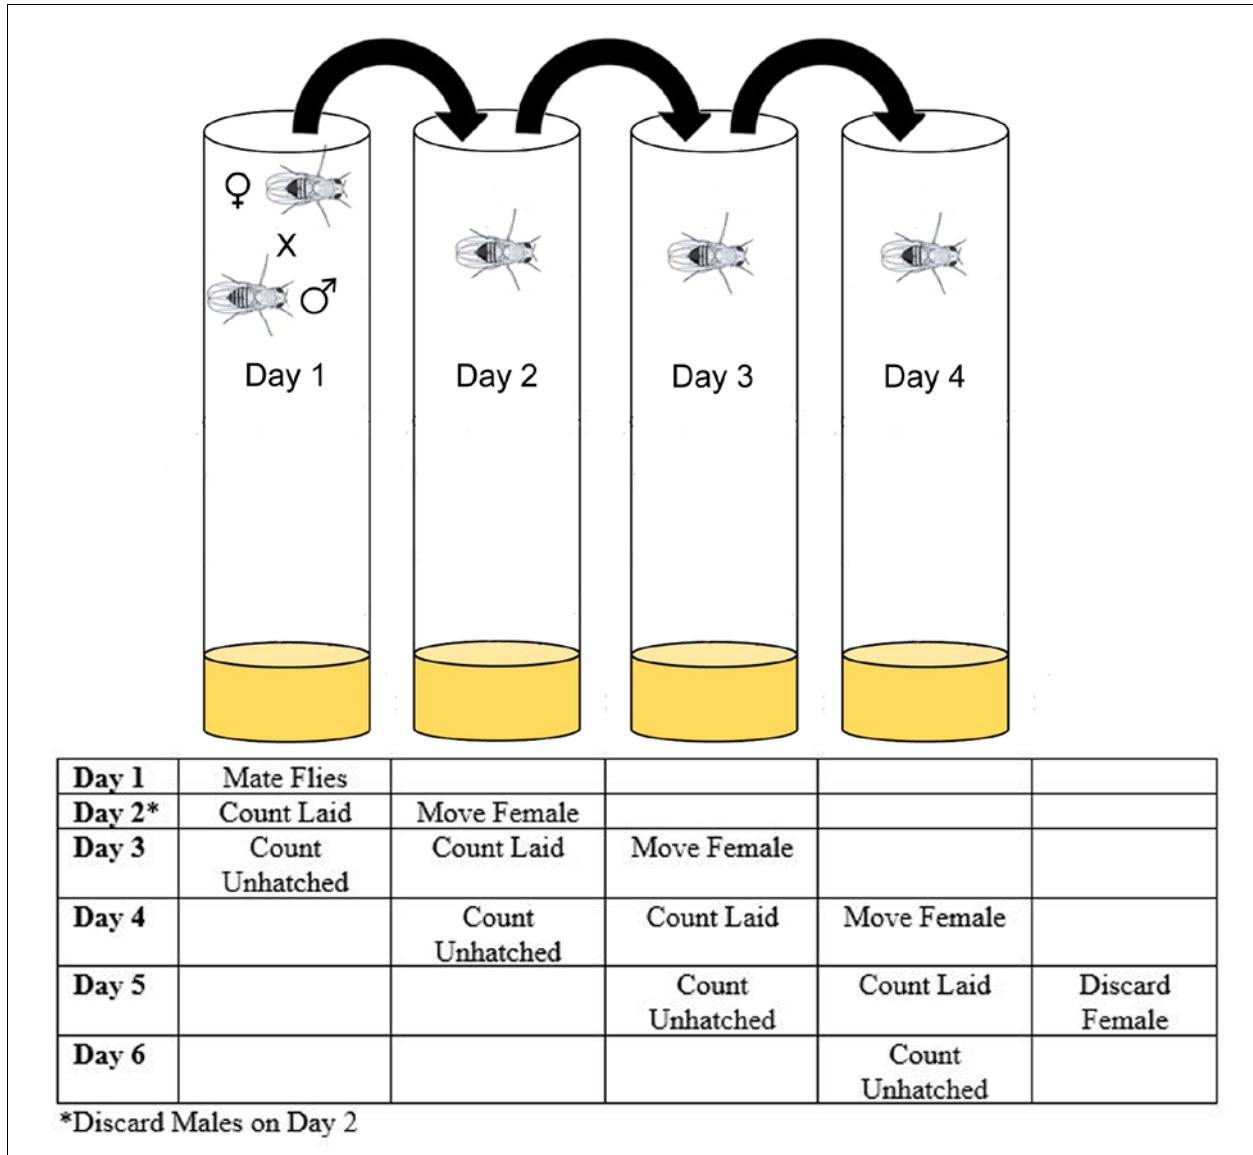 ♀
X
♂
Day 1
Day 2
Day 3
Day 4
Day 1 Mate Flies
Day 2* Count Laid Move Female
Day 3 Count Unhatched Count Laid Move Female
Day 4 Count Unhatched Count Laid Move Female
Day 5 Count Unhatched Count Laid Discard Female
Day 6 Count Unhatched
*Discard Males on Day 2